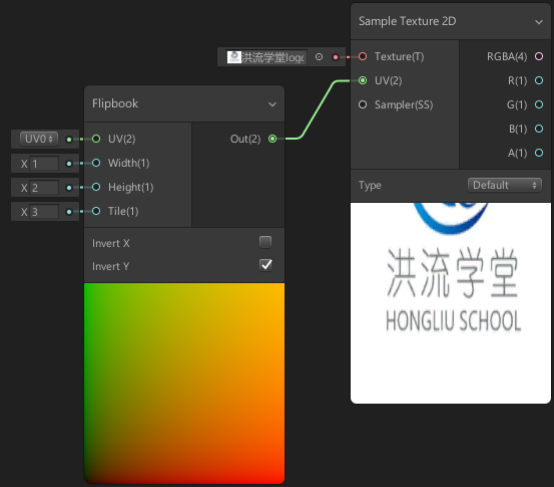 Sample Texture 2D
洪流学堂logo
Texture(T)
RGBA(4)
UV(2)
R(1)
Sampler(SS)
G(1)
B(1)
A(1)
Type
Default
洪流学堂
HONGLIU SCHOOL
Flipbook
UV0
UV(2)
Out(2)
X 1
Width(1)
X 2
Height(1)
X 3
Tile(1)
Invert X
Invert Y